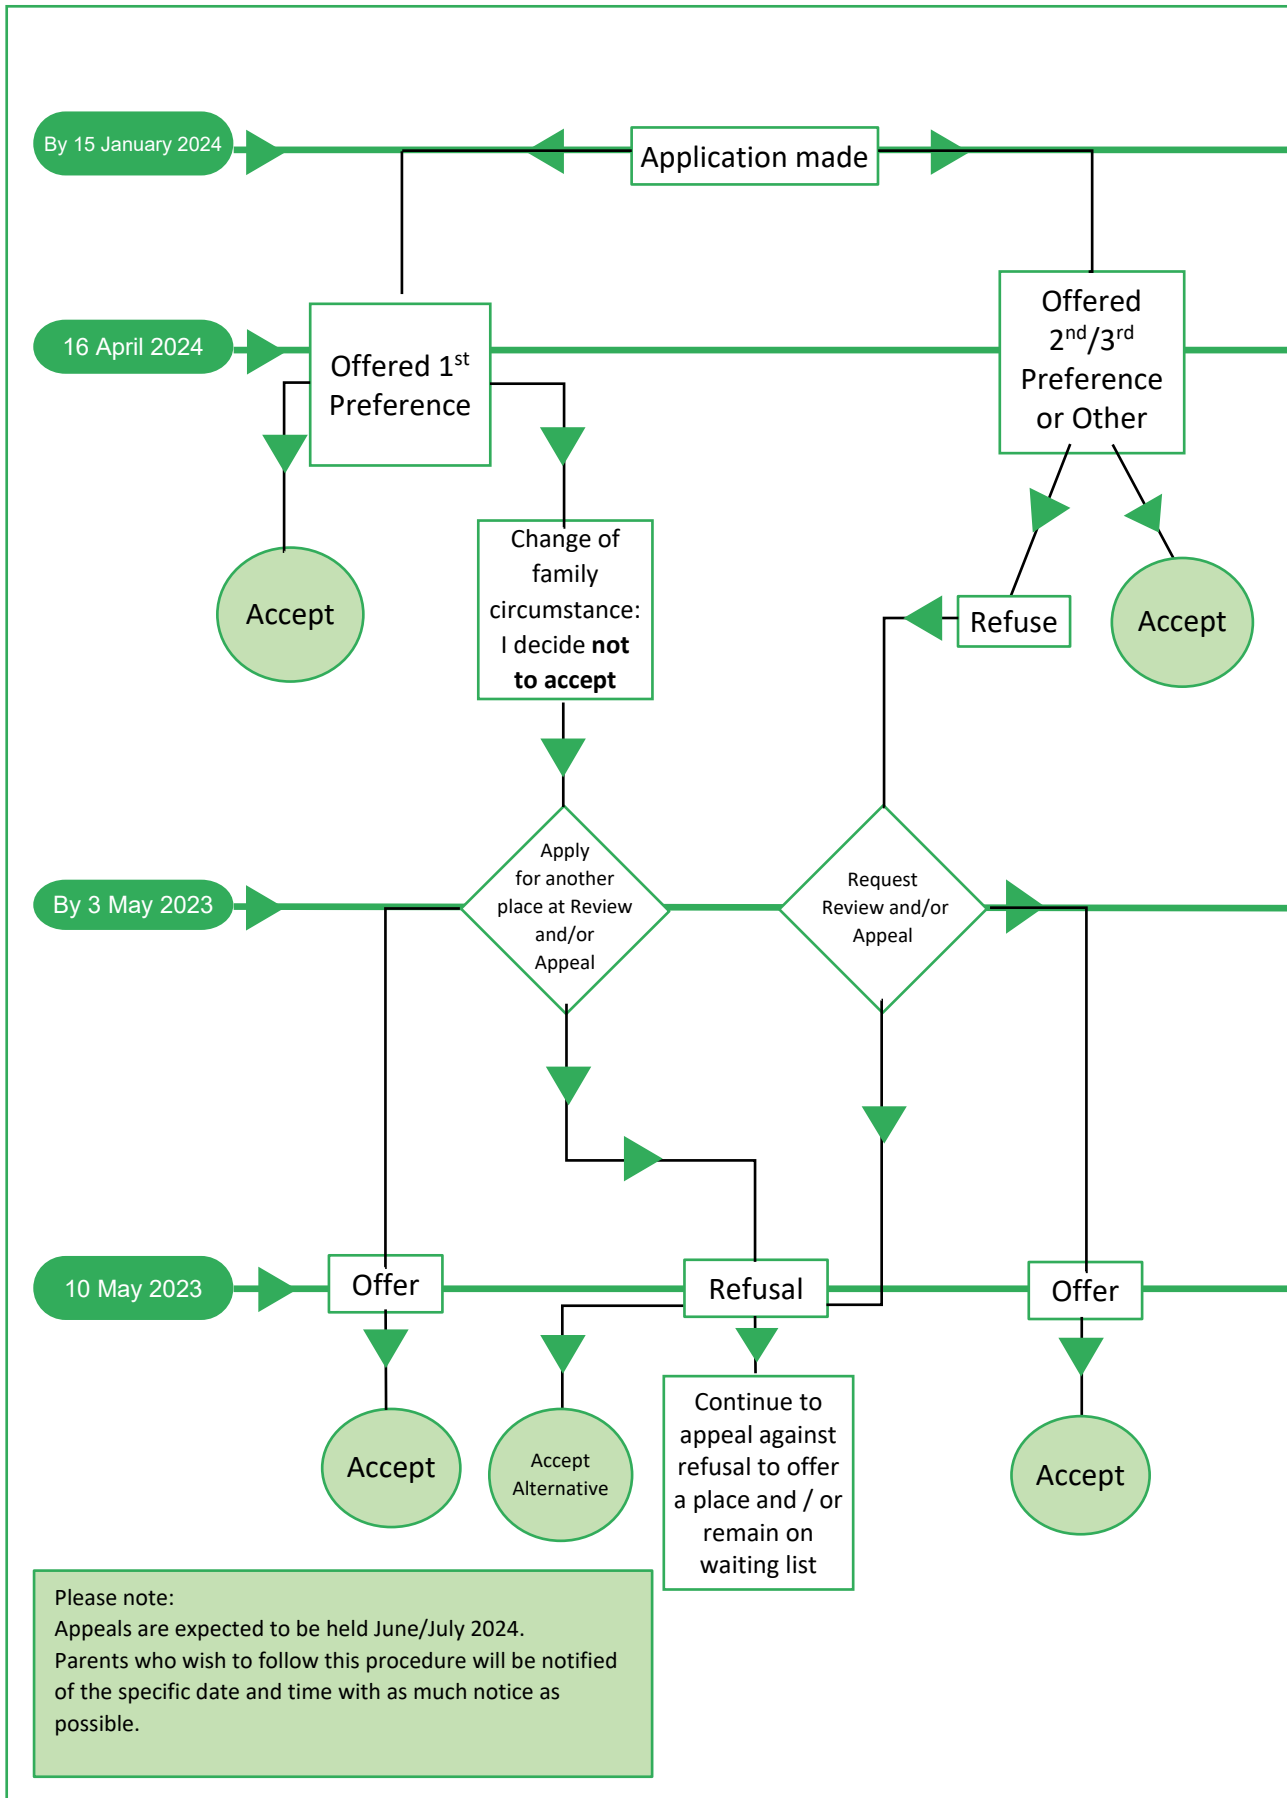 By 15 January 2024
Application made
16 April 2024
Offered 1st
Preference
Offered
2nd/3rd
Preference
or Other
Accept
Change of
family
circumstance:
I decide not
to accept
Refuse
Accept
By 3 May 2023
Apply
for another
place at Review
and/or
Appeal
Request
Review and/or
Appeal
10 May 2023
Offer
Refusal
Offer
Accept
Accept
Alternative
Continue to
appeal against
refusal to offer
a place and / or
remain on
waiting list
Accept
Please note:
Appeals are expected to be held June/July 2024.
Parents who wish to follow this procedure will be notified
of the specific date and time with as much notice as
possible.